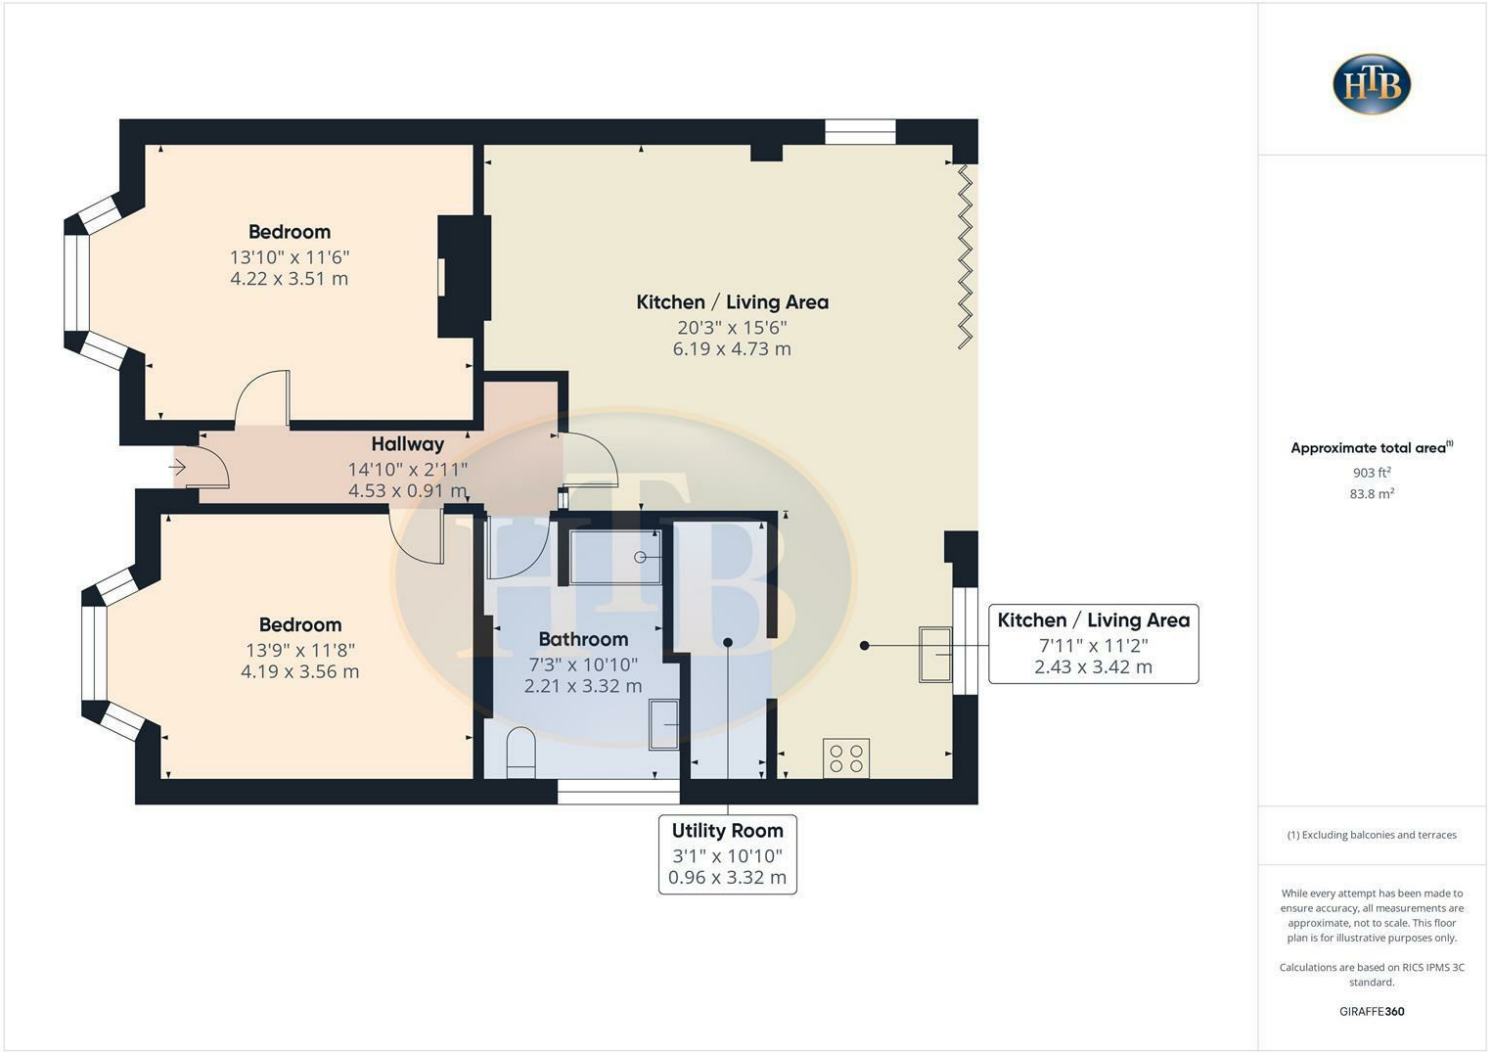 HTB
Bedroom
13'10" x 11'6"
4.22 x 3.51 m
Kitchen / Living Area
20'3" x 15'6"
6.19 x 4.73 m
Hallway
14'10" x 2'11"
4.53 x 0.91 m
HTB
Bedroom
13'9" x 11'8"
4.19 x 3.56 m
Bathroom
7'3" x 10'10"
2.21 x 3.32 m
Kitchen / Living Area
7'11" x 11'2"
2.43 x 3.42 m
Utility Room
3'1" x 10'10"
0.96 x 3.32 m
Approximate total area(1)
903 ft²
83.8 m²
(1) Excluding balconies and terraces
While every attempt has been made to
ensure accuracy, all measurements are
approximate, not to scale. This floor
plan is for illustrative purposes only.
Calculations are based on RICS IPMS 3C
standard.
GIRAFFE360